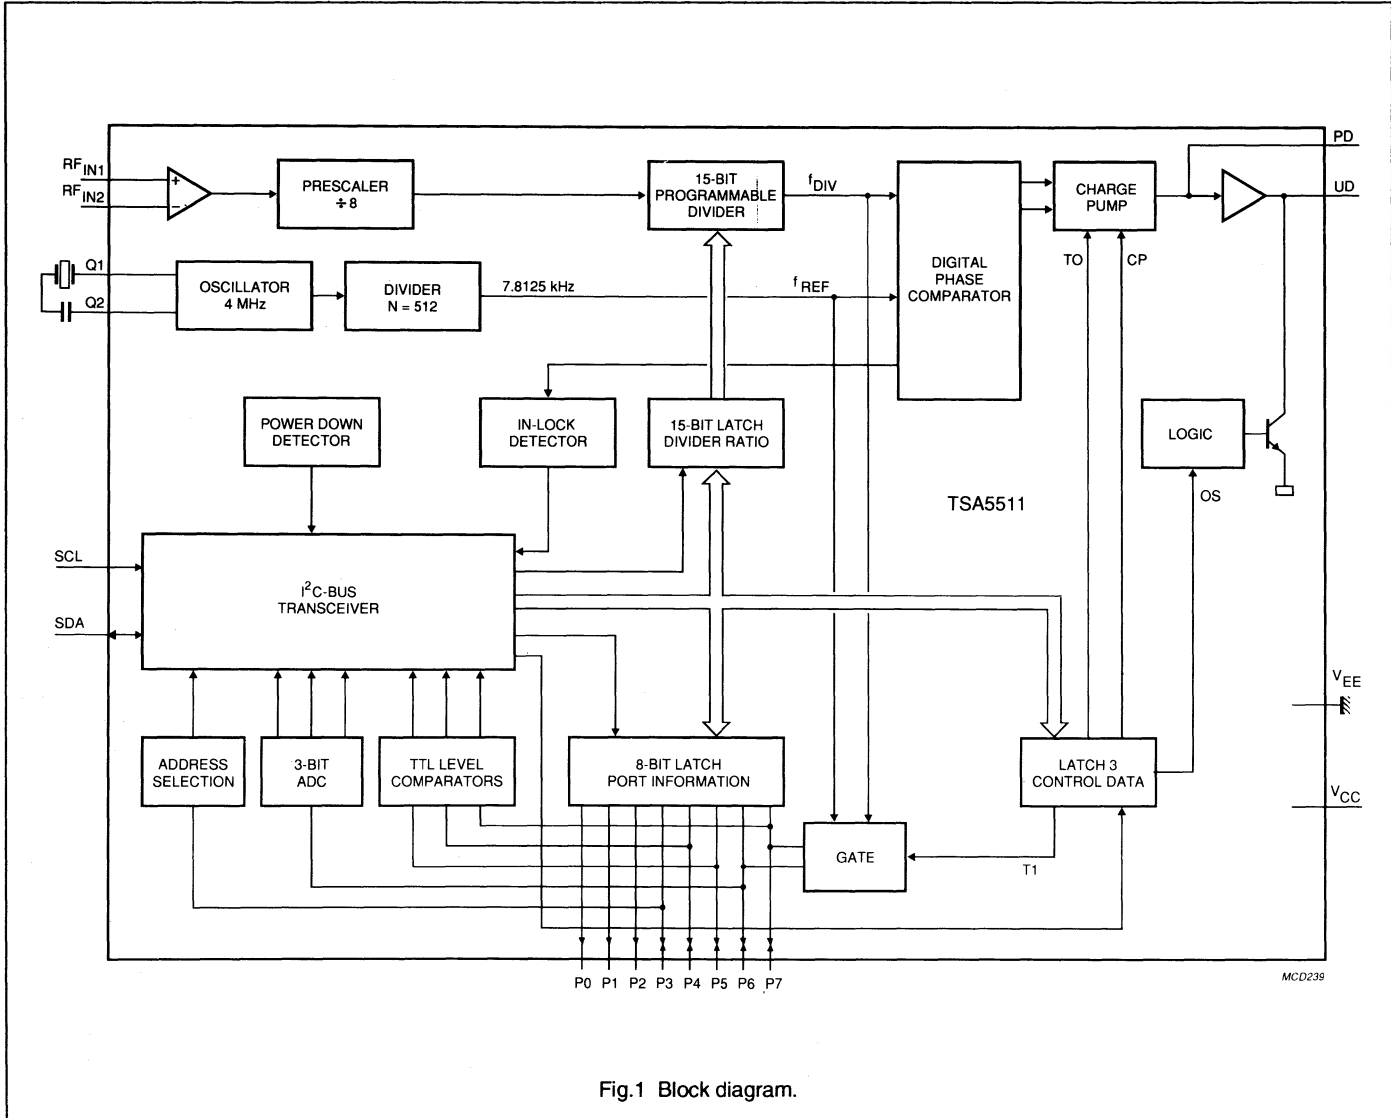 RF IN1
RF IN2
+
−
PRESCALER
÷8
15-BIT
PROGRAMMABLE
DIVIDER
fDIV
DIGITAL
PHASE
COMPARATOR
CHARGE
PUMP
PD
UD
Q1
Q2
OSCILLATOR
4 MHz
DIVIDER
N = 512
7.8125 kHz
fREF
TO
CP
POWER DOWN
DETECTOR
IN-LOCK
DETECTOR
15-BIT LATCH
DIVIDER RATIO
LOGIC
OS
TSA5511
SCL
SDA
I2C-BUS
TRANSCEIVER
VEE
VCC
ADDRESS
SELECTION
3-BIT
ADC
TTL LEVEL
COMPARATORS
8-BIT LATCH
PORT INFORMATION
LATCH 3
CONTROL DATA
GATE
T1
P0 P1 P2 P3 P4 P5 P6 P7
MCD239
Fig.1 Block diagram.